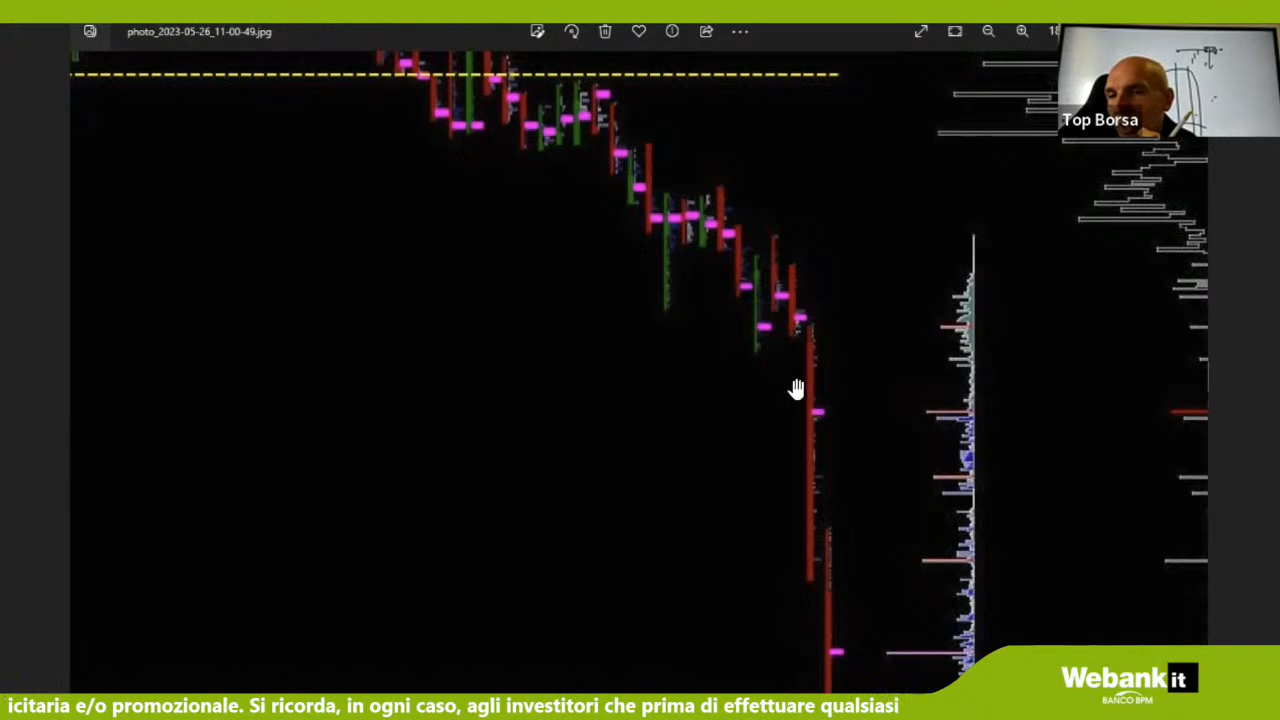 photo_2023-05-26_11-00-49.jpg
Top Borsa
Webank it
BANCO BPM
icitaria e/o promozionale. Si ricorda, in ogni caso, agli investitori che prima di effettuare qualsiasi